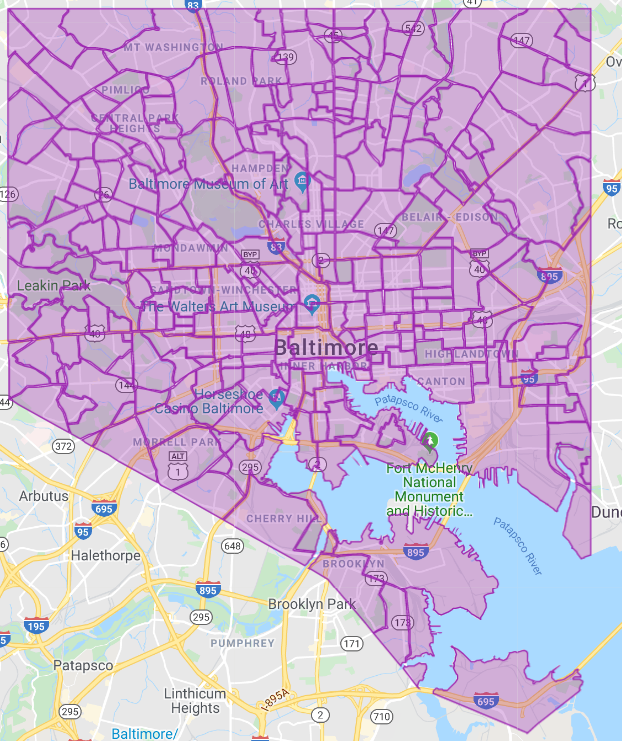 83
41
MT WASHINGTON
45
542
147
139
Ov
ROLAND PARK
1
PIMLICO
CENTRAL PARK
HEIGHTS
HAMPDEN
Baltimore Museum of Art
95
126
26
CHARLES VILLAGE
BELAIR - EDISON
Ro
147
MONDAWMIN
83
BYP
40
2
BYP
40
895
Leakin Park
SANDTOWN-WINCHESTER
The Walters Art Museum
40
40
40
Baltimore
HIGHLANDTOWN
INNER HARBOR
95
CANTON
144
44
Horseshoe
Casino Baltimore
Patapsco River
MORRELL PARK
372
ALT
1
295
2
Fort McHenry
National
Monument
and Historic...
Arbutus
695
Dun
95
CHERRY HILL
Patapsco River
648
Halethorpe
895
BROOKLYN
173
895
Brooklyn Park
295
173
195
PUMPHREY
171
Patapsco
Linthicum
Heights
I-895A
695
295
2
710
Baltimore/